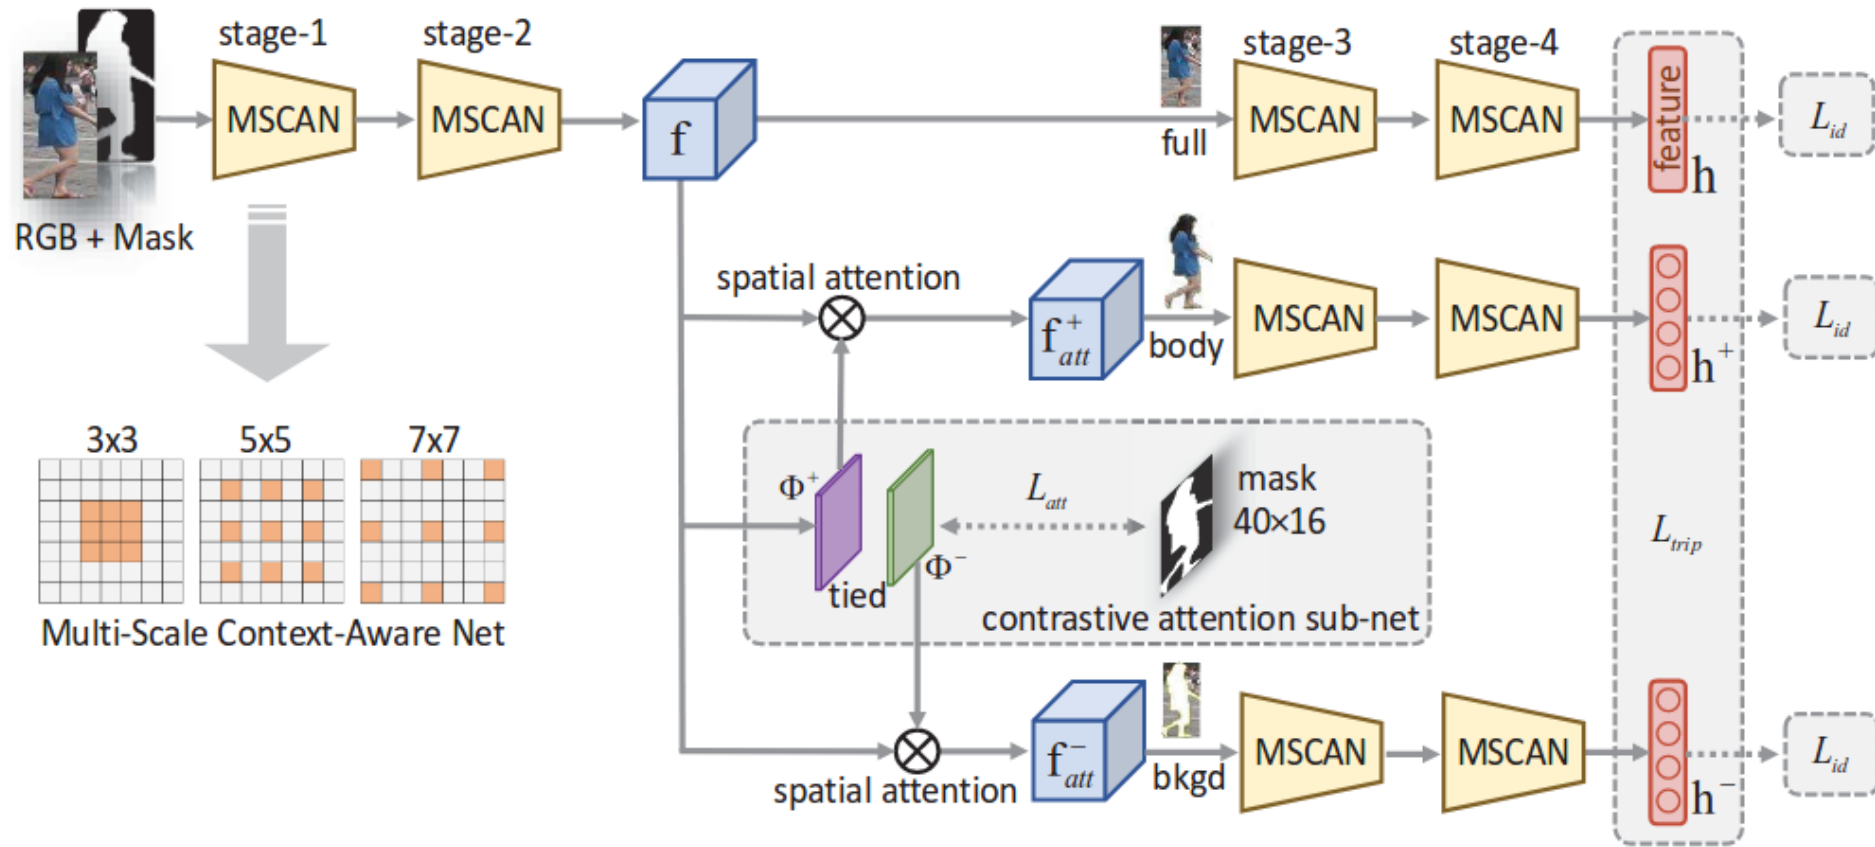 stage-1
stage-2
stage-3
stage-4
MSCAN
MSCAN
f
full
MSCAN
MSCAN
feature
h
L_id
RGB + Mask
spatial attention
f_att^+
body
MSCAN
MSCAN
h^+
L_id
3x3
5x5
7x7
Multi-Scale Context-Aware Net
Φ^+
tied
Φ^-
L_att
mask
40×16
contrastive attention sub-net
L_trip
spatial attention
f_att^-
bkgd
MSCAN
MSCAN
h^-
L_id